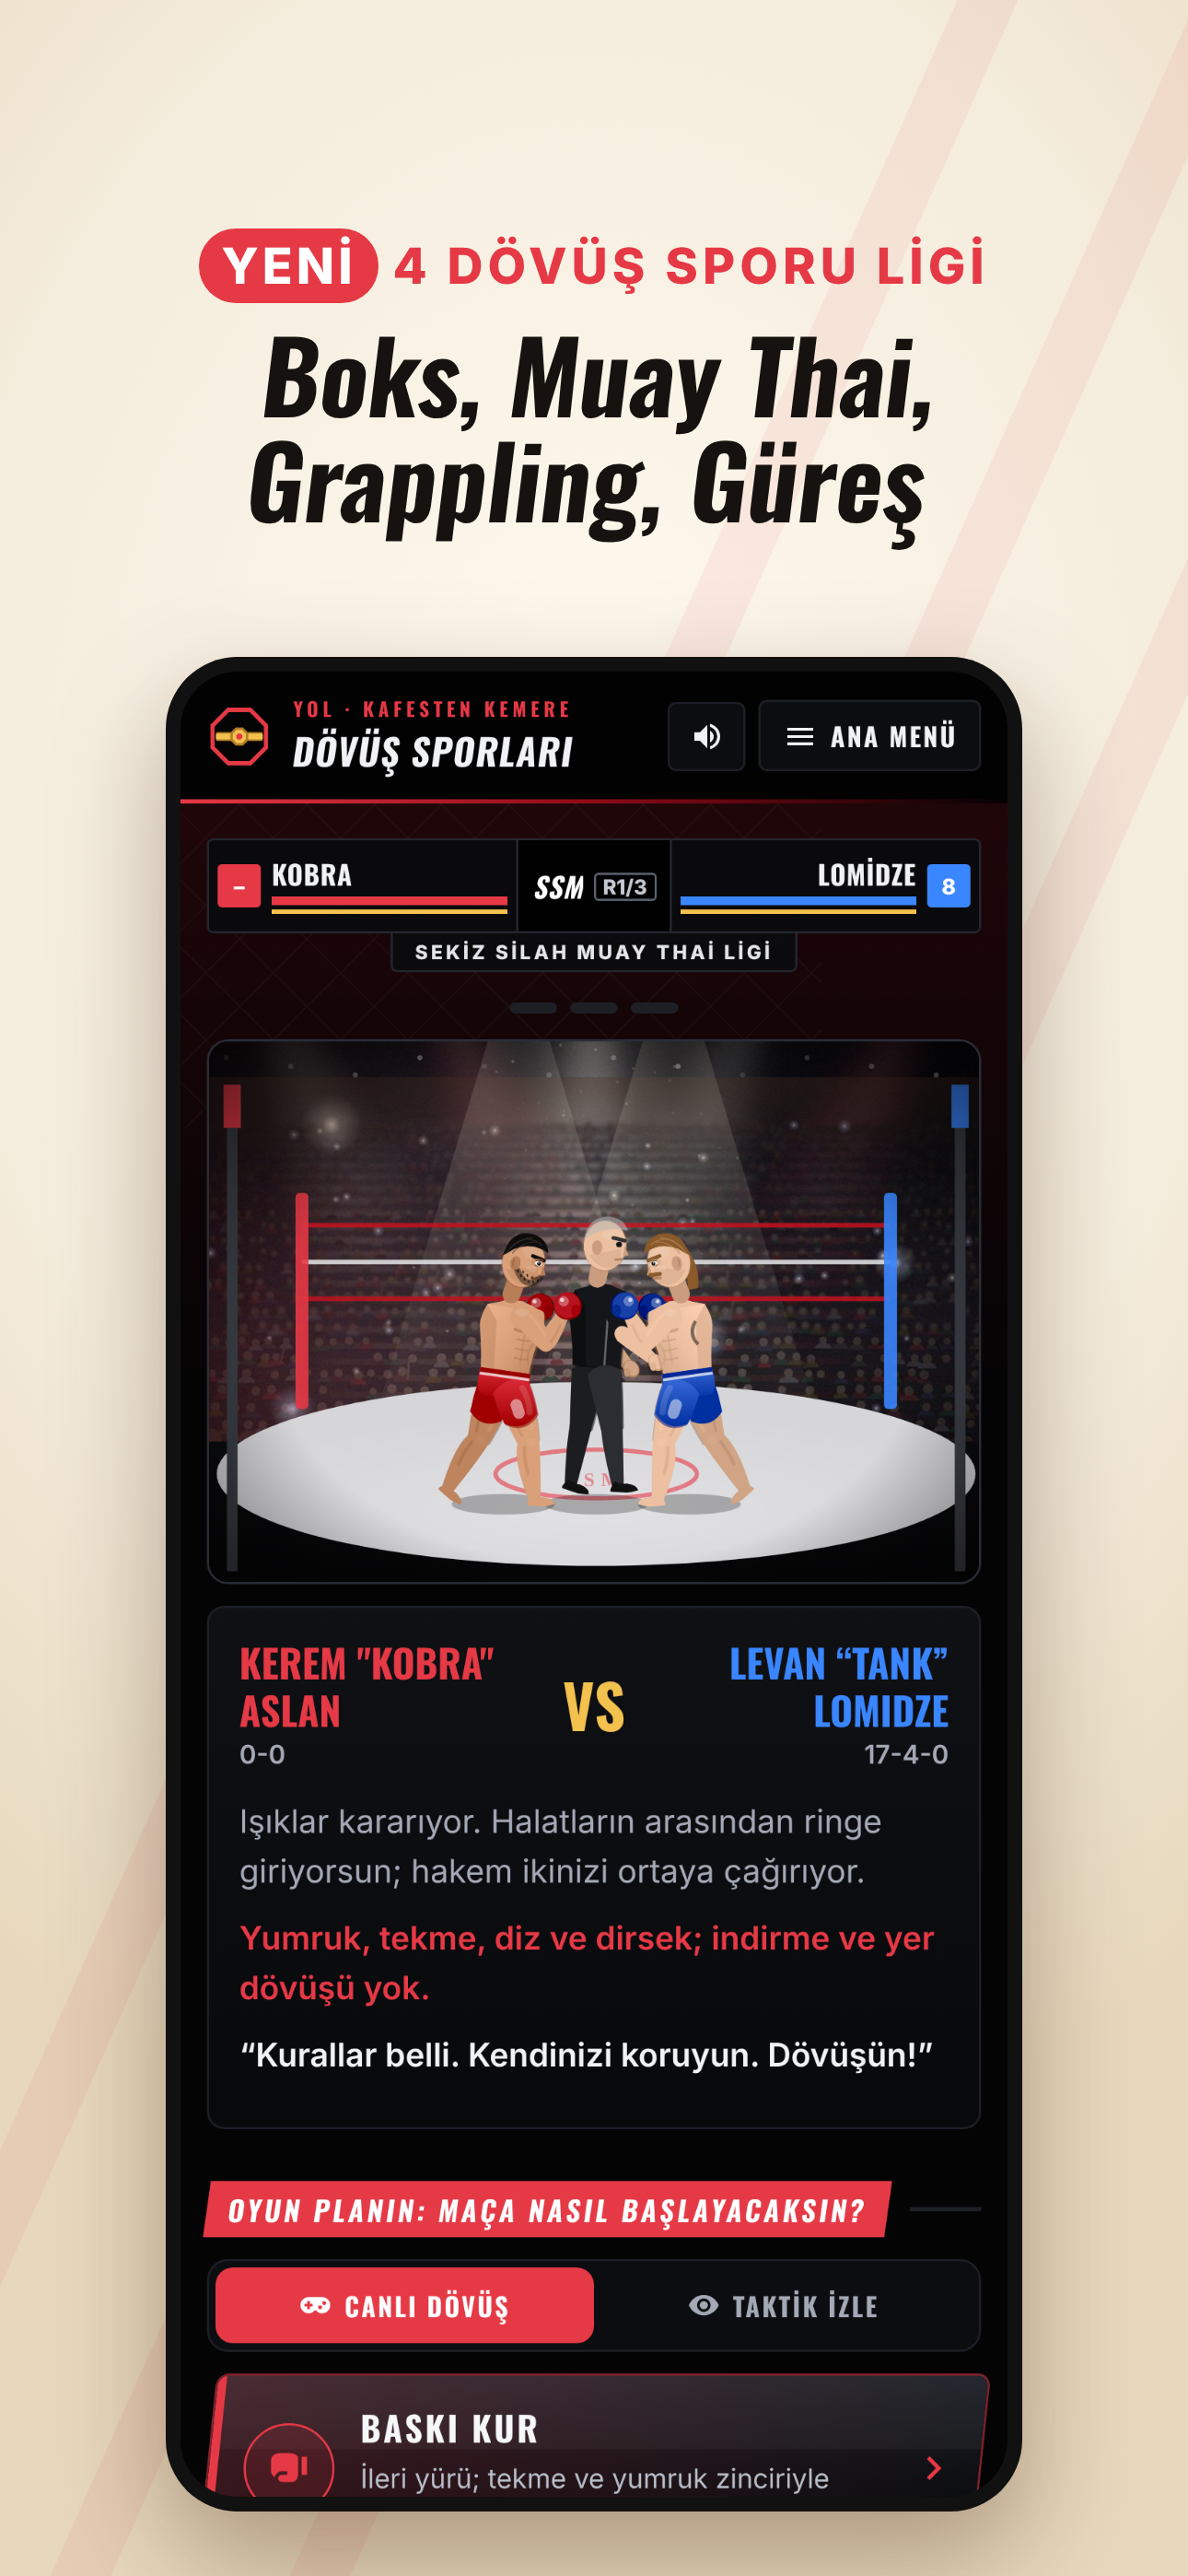 YENİ 4 DÖVÜŞ SPORU LİGİ
Boks, Muay Thai,
Grappling, Güreş
YOL · KAFESTEN KEMERE
DÖVÜŞ SPORLARI
ANA MENÜ
– KOBRA SSM R1/3 LOMİDZE 8
SEKİZ SİLAH MUAY THAİ LİGİ
KEREM "KOBRA"
ASLAN
0-0
VS
LEVAN “TANK”
LOMIDZE
17-4-0
Işıklar kararıyor. Halatların arasından ringe
giriyorsun; hakem ikinizi ortaya çağırıyor.
Yumruk, tekme, diz ve dirsek; indirme ve yer
dövüşü yok.
“Kurallar belli. Kendinizi koruyun. Dövüşün!”
OYUN PLANIN: MAÇA NASIL BAŞLAYACAKSIN?
CANLI DÖVÜŞ
TAKTİK İZLE
BASKI KUR
İleri yürü; tekme ve yumruk zinciriyle